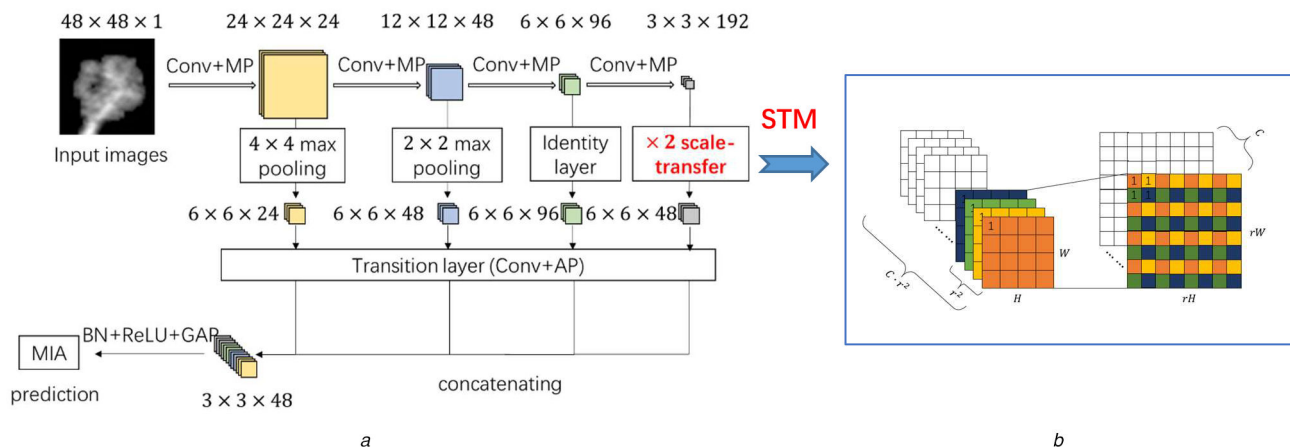 48 × 48 × 1
24 × 24 × 24
12 × 12 × 48
6 × 6 × 96
3 × 3 × 192
Conv+MP
Conv+MP
Conv+MP
Conv+MP
Input images
4 × 4 max
pooling
2 × 2 max
pooling
Identity
layer
× 2 scale-
transfer
STM
6 × 6 × 24
6 × 6 × 48
6 × 6 × 96
6 × 6 × 48
Transition layer (Conv+AP)
BN+ReLU+GAP
MIA
prediction
3 × 3 × 48
concatenating
a
C
1
1 1
1 1
W
rW
H
rH
r²
C · r²
b